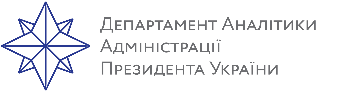 Департамент Аналітики
Адміністрації
Президента України